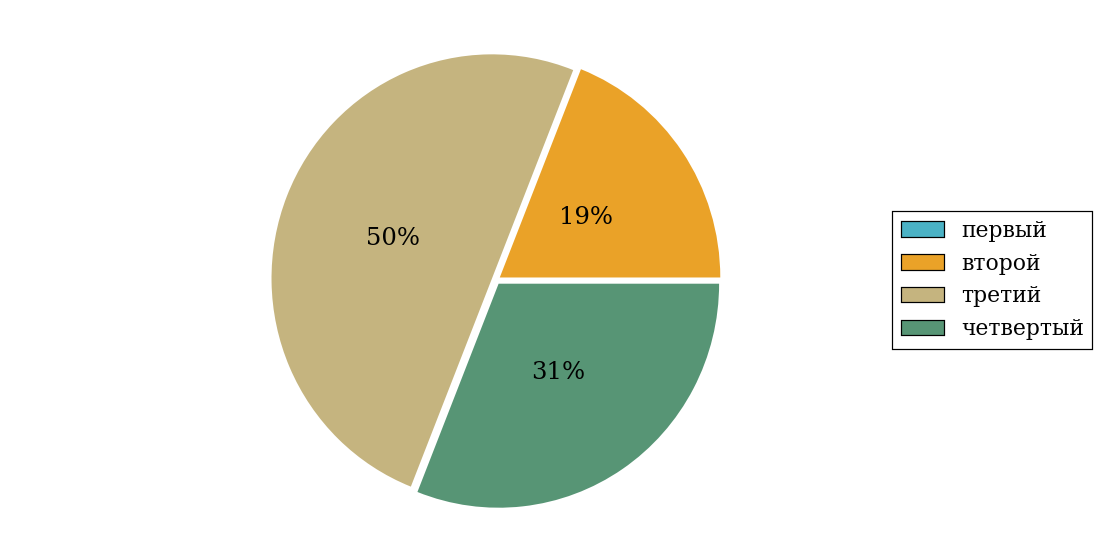 19%
50%
31%
первый
второй
третий
четвертый